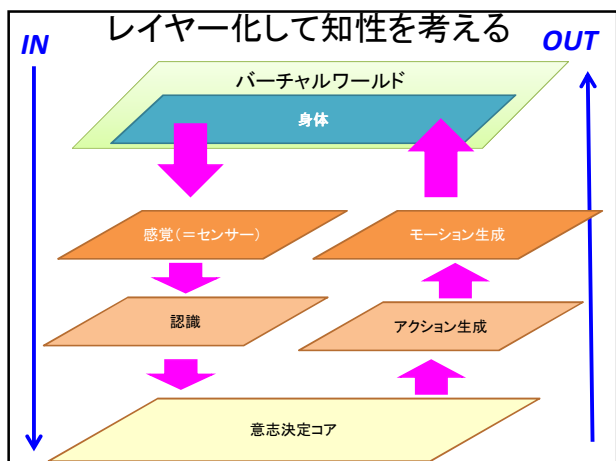 レイヤー化して知性を考える
IN
OUT
バーチャルワールド
身体
感覚(=センサー)
モーション生成
認識
アクション生成
意志決定コア